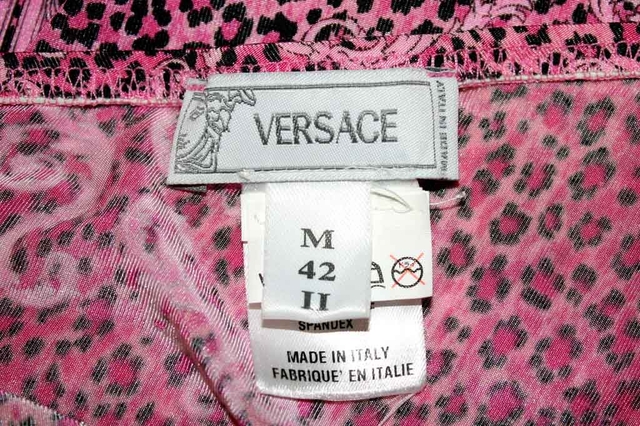 VERSACE
MADE IN ITALY
M
42
II
SPANDEX
MADE IN ITALY
FABRIQUE' EN ITALIE